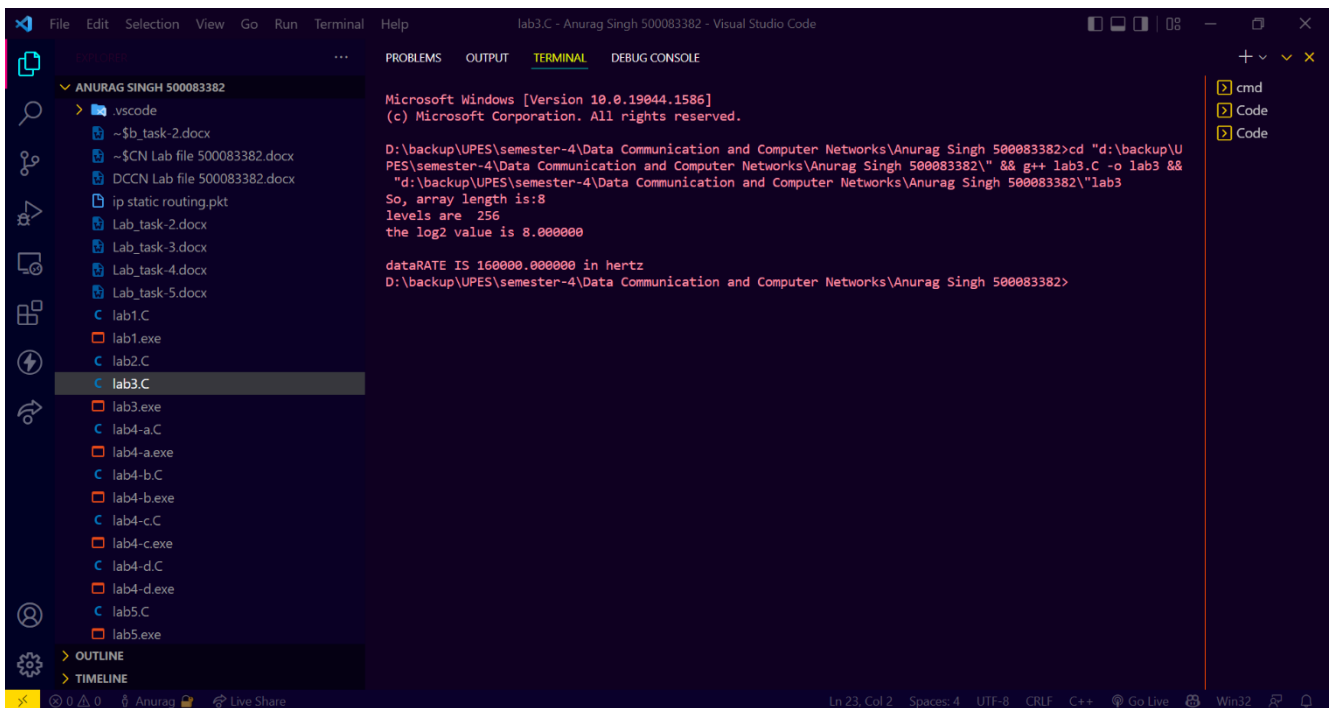 File Edit Selection View Go Run Terminal Help lab3.C - Anurag Singh 500083382 - Visual Studio Code
PROBLEMS OUTPUT TERMINAL DEBUG CONSOLE
ANURAG SINGH 500083382
.vscode
~$b_task-2.docx
~$CN Lab file 500083382.docx
DCCN Lab file 500083382.docx
ip static routing.pkt
Lab_task-2.docx
Lab_task-3.docx
Lab_task-4.docx
Lab_task-5.docx
lab1.C
lab1.exe
lab2.C
lab3.C
lab3.exe
lab4-a.C
lab4-a.exe
lab4-b.C
lab4-b.exe
lab4-c.C
lab4-c.exe
lab4-d.C
lab4-d.exe
lab5.C
lab5.exe
OUTLINE
TIMELINE
Microsoft Windows [Version 10.0.19044.1586]
(c) Microsoft Corporation. All rights reserved.
D:\backup\UPES\semester-4\Data Communication and Computer Networks\Anurag Singh 500083382>cd "d:\backup\U
PES\semester-4\Data Communication and Computer Networks\Anurag Singh 500083382\" && g++ lab3.C -o lab3 &&
"d:\backup\UPES\semester-4\Data Communication and Computer Networks\Anurag Singh 500083382\"lab3
So, array length is:8
levels are 256
the log2 value is 8.000000
dataRATE IS 160000.000000 in hertz
D:\backup\UPES\semester-4\Data Communication and Computer Networks\Anurag Singh 500083382>
cmd
Code
Code
0 0 Anurag Live Share Ln 23, Col 2 Spaces: 4 UTF-8 CRLF C++ Go Live Win32